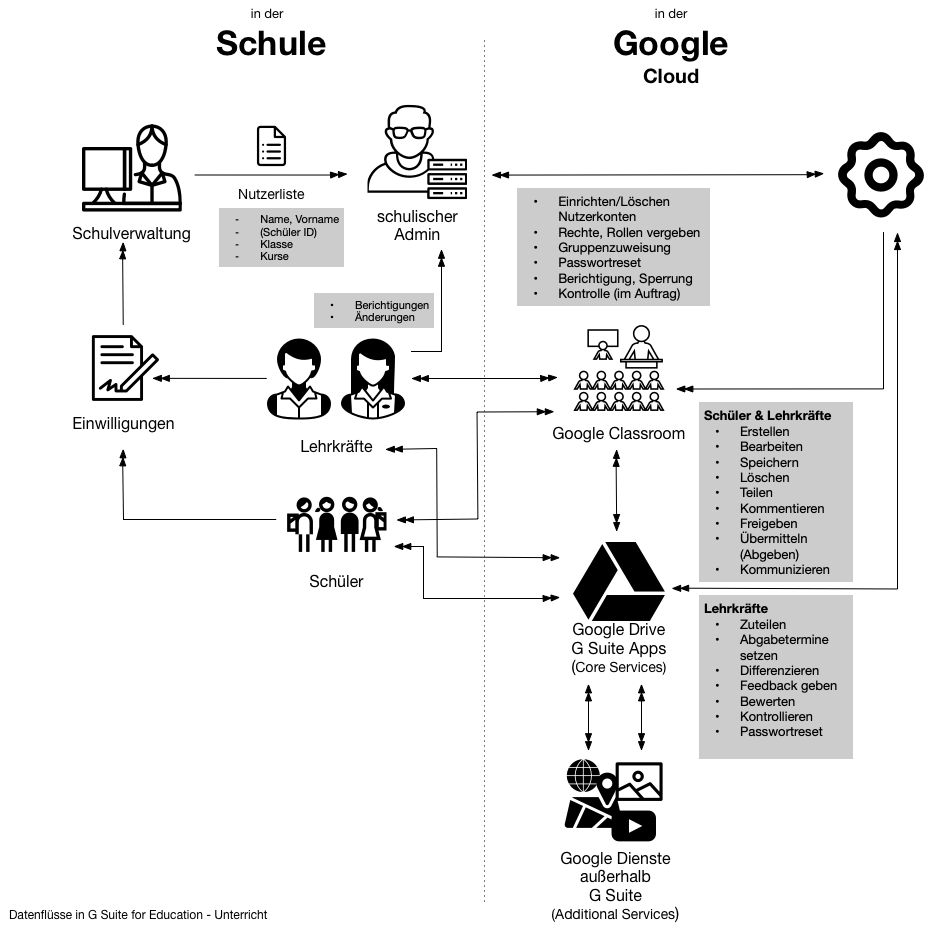 in der
Schule
in der
Google
Cloud
Schulverwaltung
Nutzerliste
- Name, Vorname
- (Schüler ID)
- Klasse
- Kurse
schulischer
Admin
• Einrichten/Löschen
Nutzerkonten
• Rechte, Rollen vergeben
• Gruppenzuweisung
• Passwortreset
• Berichtigung, Sperrung
• Kontrolle (im Auftrag)
• Berichtigungen
• Änderungen
Einwilligungen
Lehrkräfte
Schüler
Google Classroom
Schüler & Lehrkräfte
• Erstellen
• Bearbeiten
• Speichern
• Löschen
• Teilen
• Kommentieren
• Freigeben
• Übermitteln
(Abgeben)
• Kommunizieren
Google Drive
G Suite Apps
(Core Services)
Lehrkräfte
• Zuteilen
• Abgabetermine
setzen
• Differenzieren
• Feedback geben
• Bewerten
• Kontrollieren
• Passwortreset
Google Dienste
außerhalb
G Suite
(Additional Services)
Datenflüsse in G Suite for Education - Unterricht